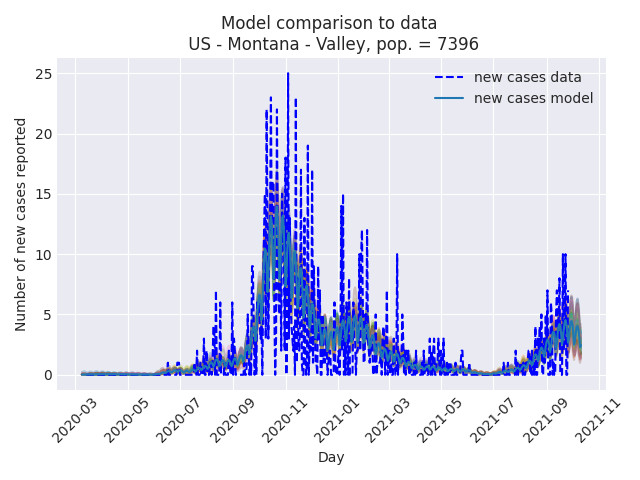 Model comparison to data
US - Montana - Valley, pop. = 7396
new cases data
new cases model
Number of new cases reported
25
20
15
10
5
0
2020-03
2020-05
2020-07
2020-09
2020-11
2021-01
2021-03
2021-05
2021-07
2021-09
2021-11
Day